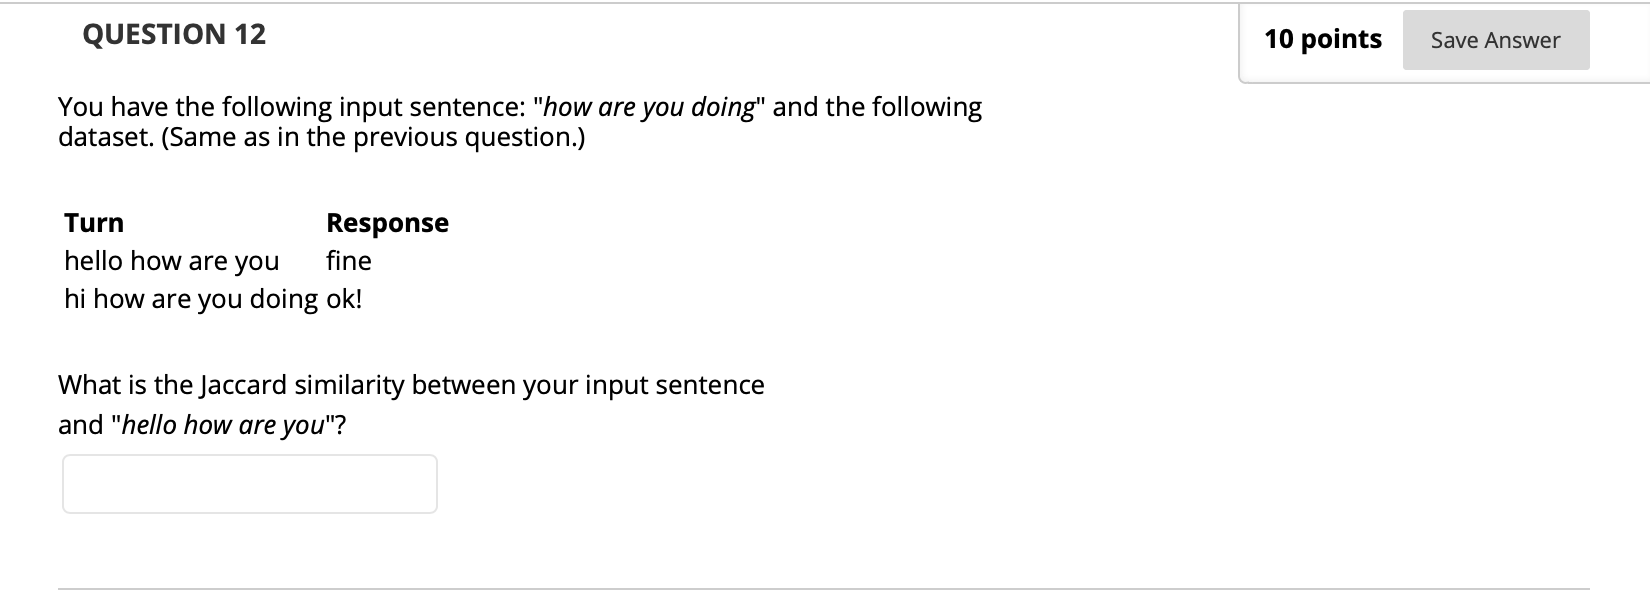 QUESTION 12
10 points
Save Answer
You have the following input sentence: "how are you doing" and the following
dataset. (Same as in the previous question.)
Turn Response
hello how are you fine
hi how are you doing ok!
What is the Jaccard similarity between your input sentence
and "hello how are you"?